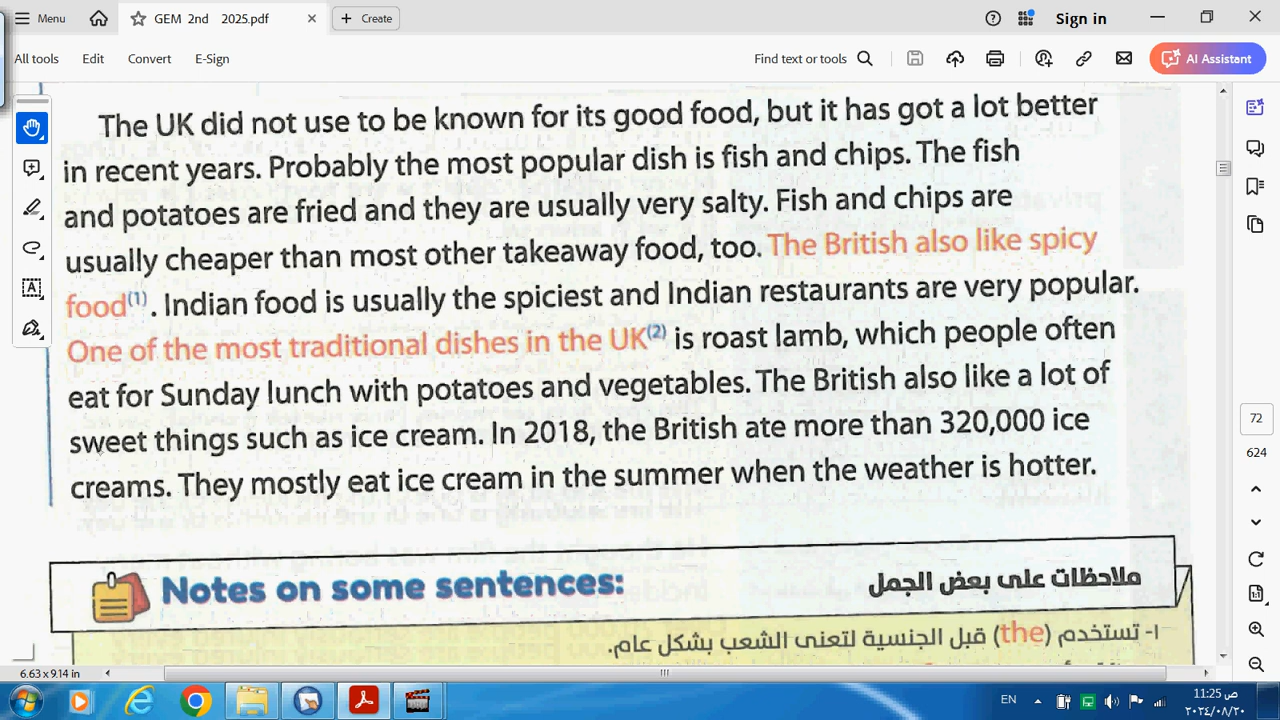 Menu
GEM 2nd 2025.pdf
Create
Sign in
All tools
Edit
Convert
E-Sign
Find text or tools
AI Assistant
The UK did not use to be known for its good food, but it has got a lot better
in recent years. Probably the most popular dish is fish and chips. The fish
and potatoes are fried and they are usually very salty. Fish and chips are
usually cheaper than most other takeaway food, too. The British also like spicy
food(1) . Indian food is usually the spiciest and Indian restaurants are very popular.
One of the most traditional dishes in the UK(2) is roast lamb, which people often
eat for Sunday lunch with potatoes and vegetables. The British also like a lot of
sweet things such as ice cream. In 2018, the British ate more than 320,000 ice
creams. They mostly eat ice cream in the summer when the weather is hotter.
Notes on some sentences:
ملاحظات على بعض الجمل
١- تستخدم (the) قبل الجنسية لتعنى الشعب بشكل عام.
72
624
6.63 x 9.14 in
EN
11:25 ص
٢٠٢٤/٠٨/٢٠